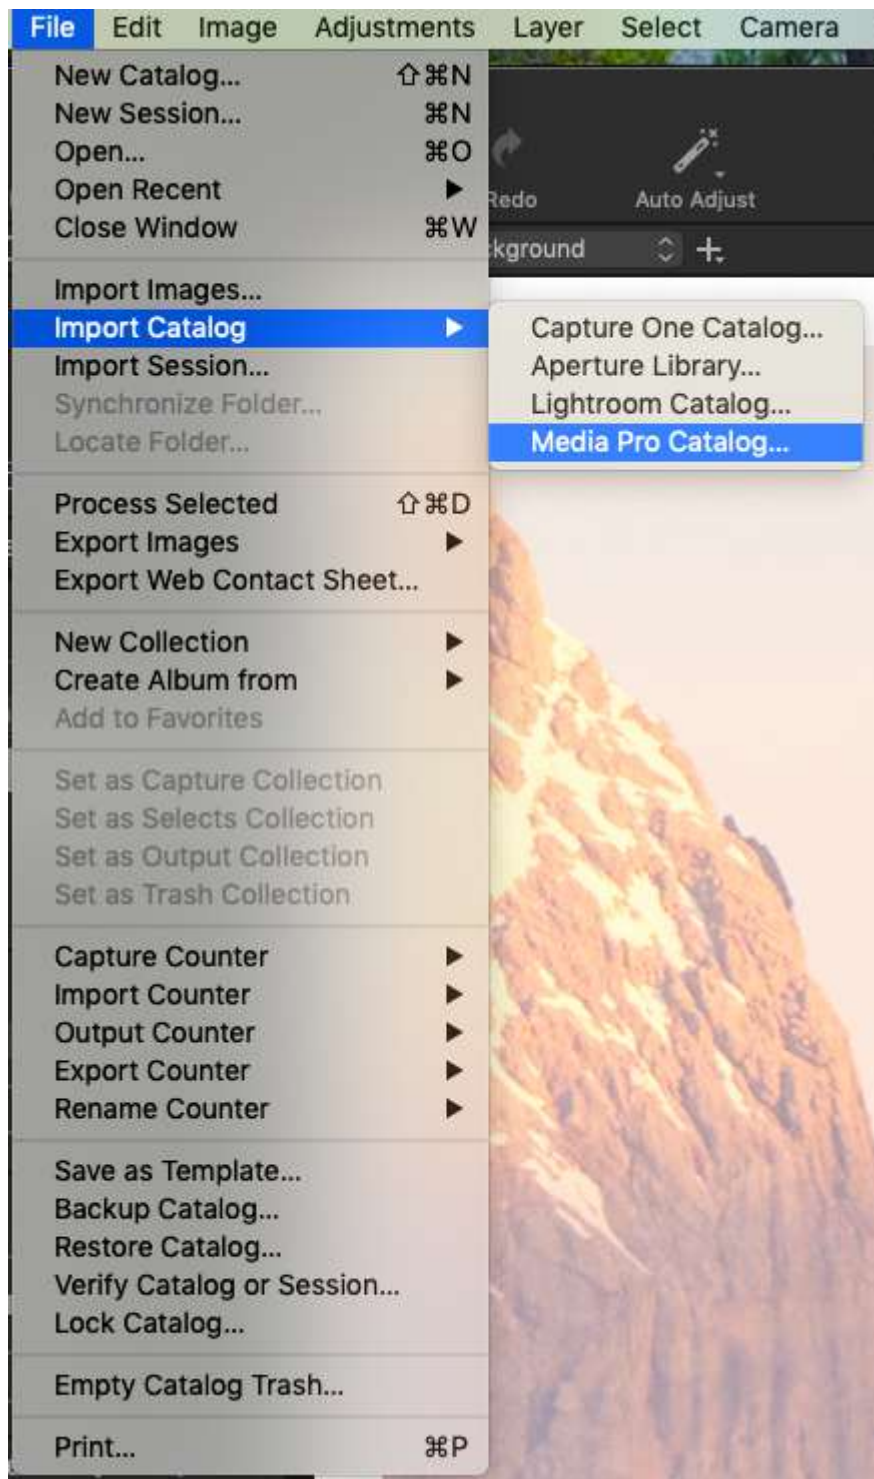 File Edit Image Adjustments Layer Select Camera
New Catalog... ⇧⌘N
New Session... ⌘N
Open... ⌘O
Open Recent ▶
Close Window ⌘W
Redo
Auto Adjust
kground
Import Images...
Import Catalog ▶
Import Session...
Synchronize Folder...
Locate Folder...
Capture One Catalog...
Aperture Library...
Lightroom Catalog...
Media Pro Catalog...
Process Selected ⇧⌘D
Export Images ▶
Export Web Contact Sheet...
New Collection ▶
Create Album from ▶
Add to Favorites
Set as Capture Collection
Set as Selects Collection
Set as Output Collection
Set as Trash Collection
Capture Counter ▶
Import Counter ▶
Output Counter ▶
Export Counter ▶
Rename Counter ▶
Save as Template...
Backup Catalog...
Restore Catalog...
Verify Catalog or Session...
Lock Catalog...
Empty Catalog Trash...
Print... ⌘P